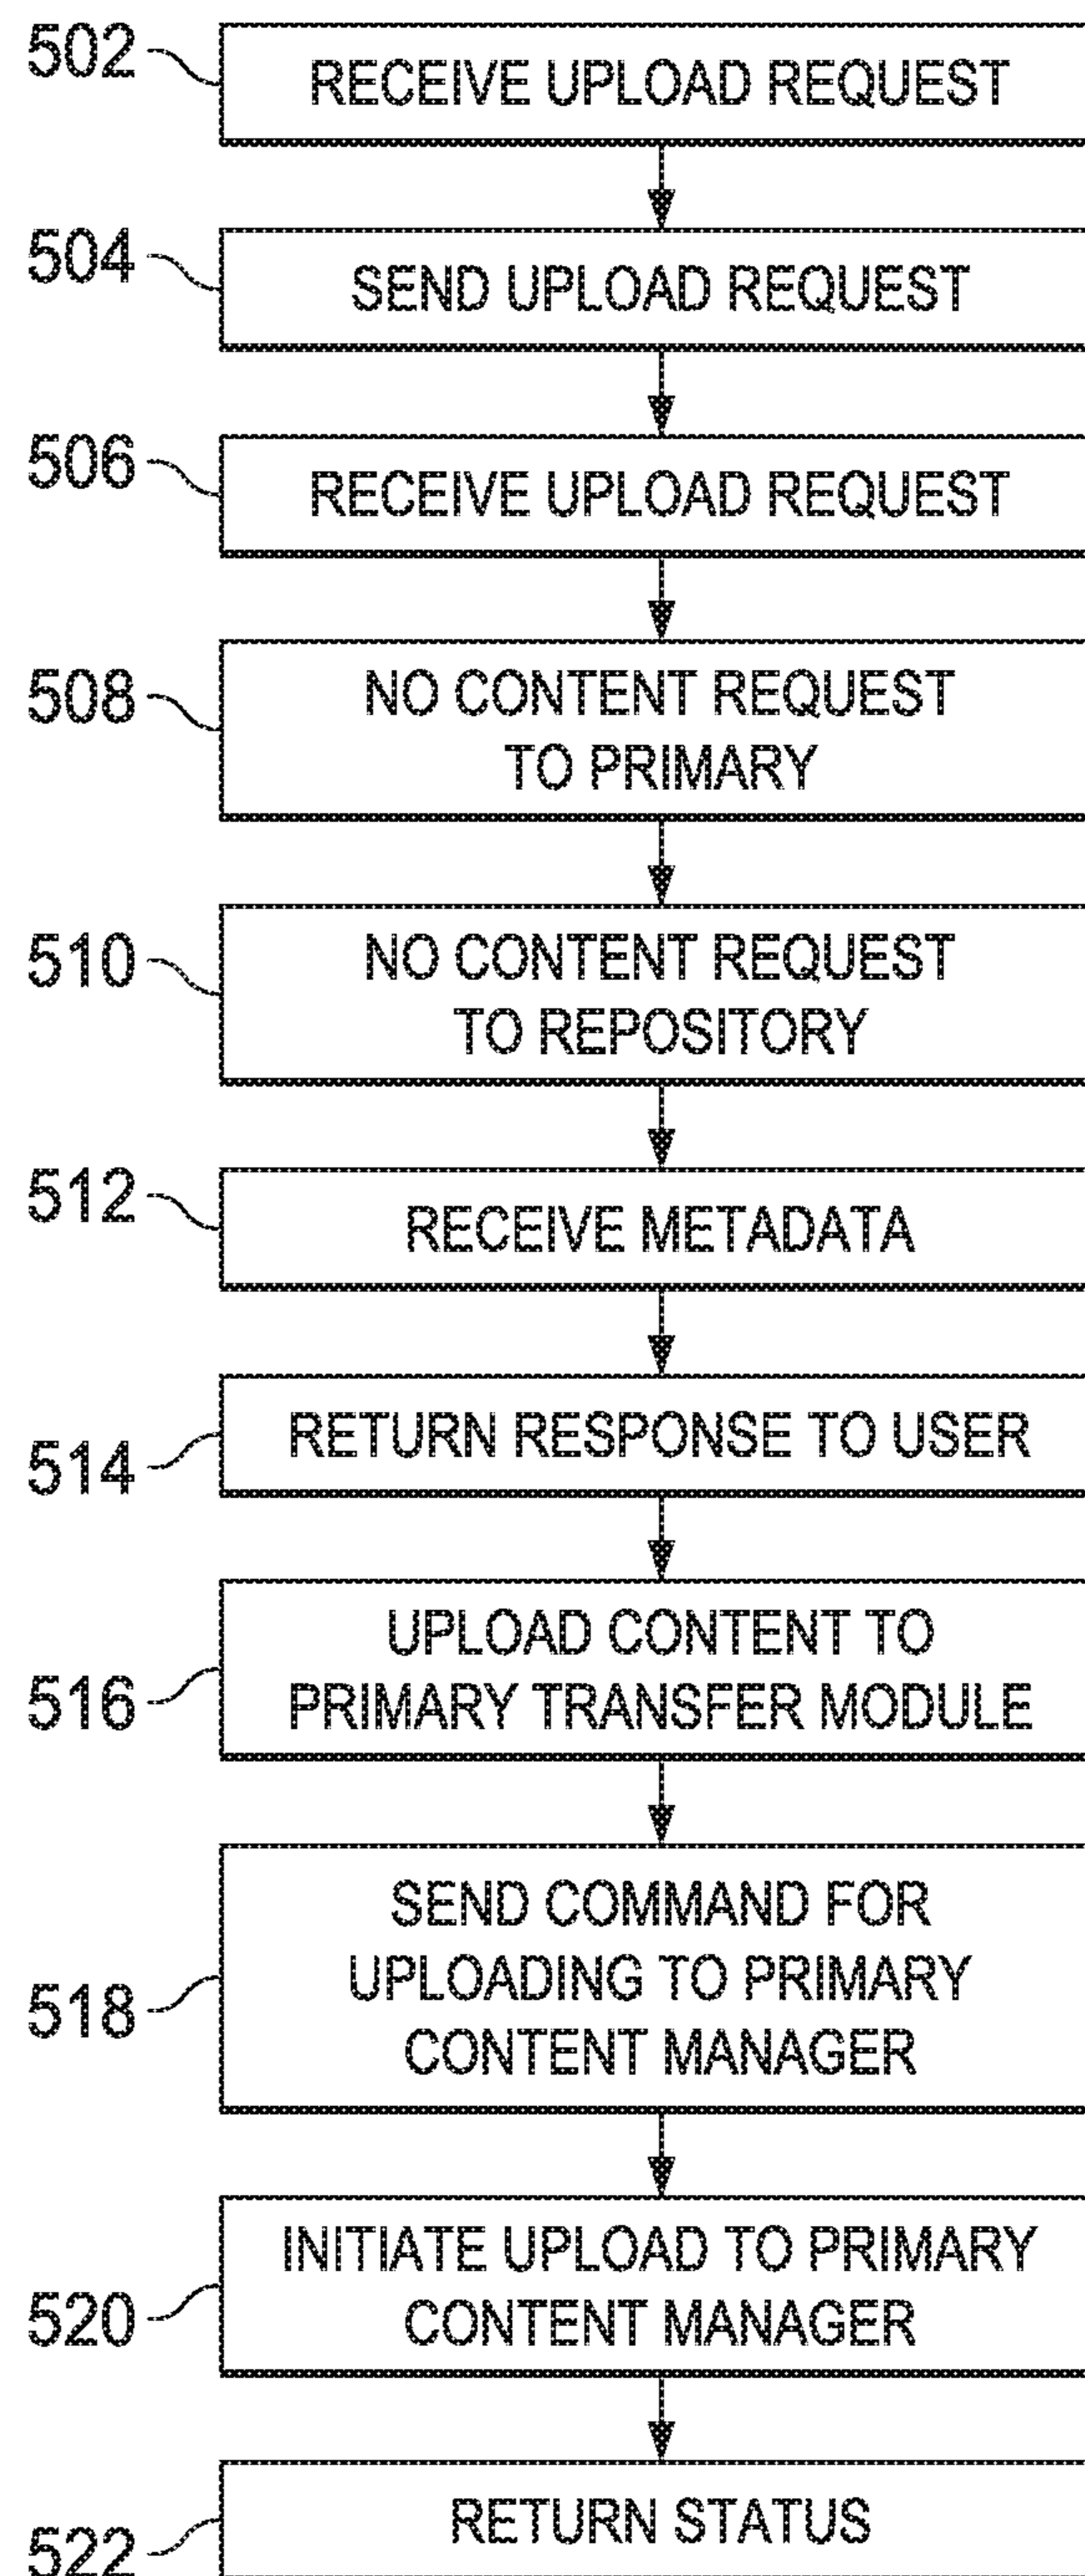 502
RECEIVE UPLOAD REQUEST
504
SEND UPLOAD REQUEST
506
RECEIVE UPLOAD REQUEST
508
NO CONTENT REQUEST
TO PRIMARY
510
NO CONTENT REQUEST
TO REPOSITORY
512
RECEIVE METADATA
514
RETURN RESPONSE TO USER
516
UPLOAD CONTENT TO
PRIMARY TRANSFER MODULE
518
SEND COMMAND FOR
UPLOADING TO PRIMARY
CONTENT MANAGER
520
INITIATE UPLOAD TO PRIMARY
CONTENT MANAGER
522
RETURN STATUS